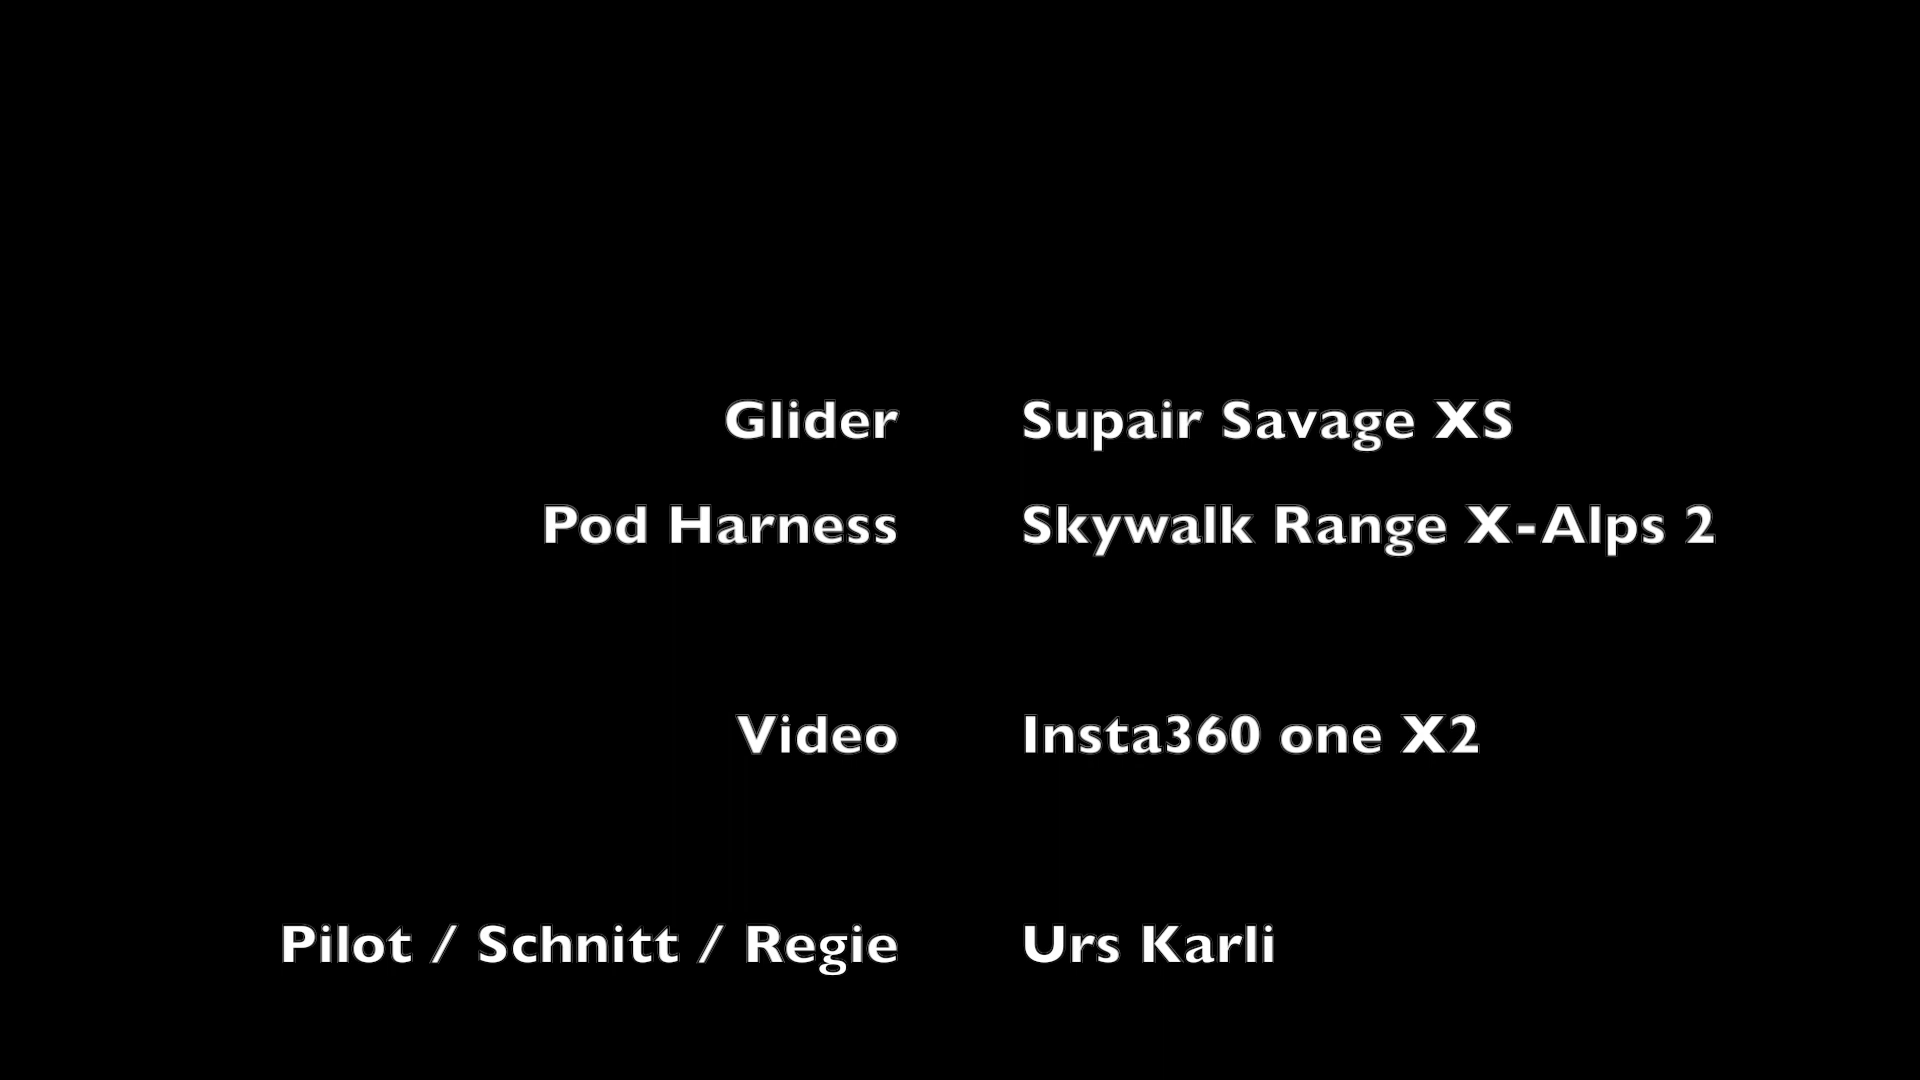 Glider Supair Savage XS
Pod Harness Skywalk Range X-Alps 2
Video Insta360 one X2
Pilot / Schnitt / Regie Urs Karli